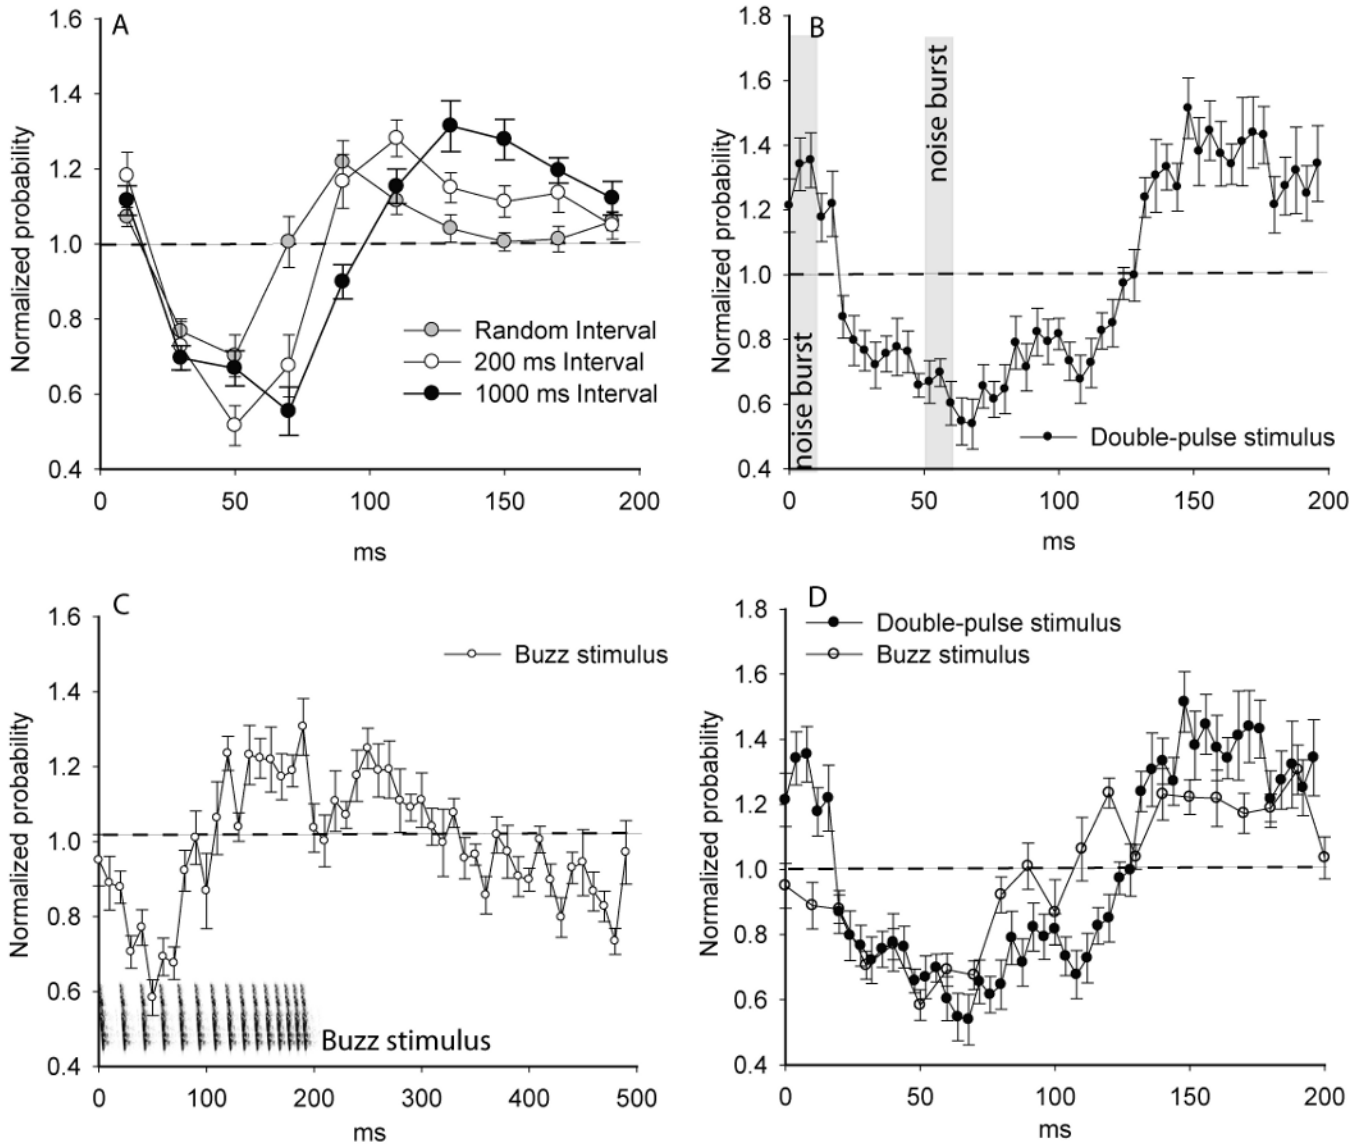 A
1.6
1.4
1.2
1.0
0.8
0.6
0.4
Normalized probability
Random Interval
200 ms Interval
1000 ms Interval
0 50 100 150 200
ms
B
1.8
1.6
1.4
1.2
1.0
0.8
0.6
0.4
Normalized probability
noise burst
noise burst
Double-pulse stimulus
0 50 100 150 200
ms
C
1.6
1.4
1.2
1.0
0.8
0.6
0.4
Normalized probability
Buzz stimulus
Buzz stimulus
0 100 200 300 400 500
ms
D
1.8
1.6
1.4
1.2
1.0
0.8
0.6
0.4
Normalized probability
Double-pulse stimulus
Buzz stimulus
0 50 100 150 200
ms